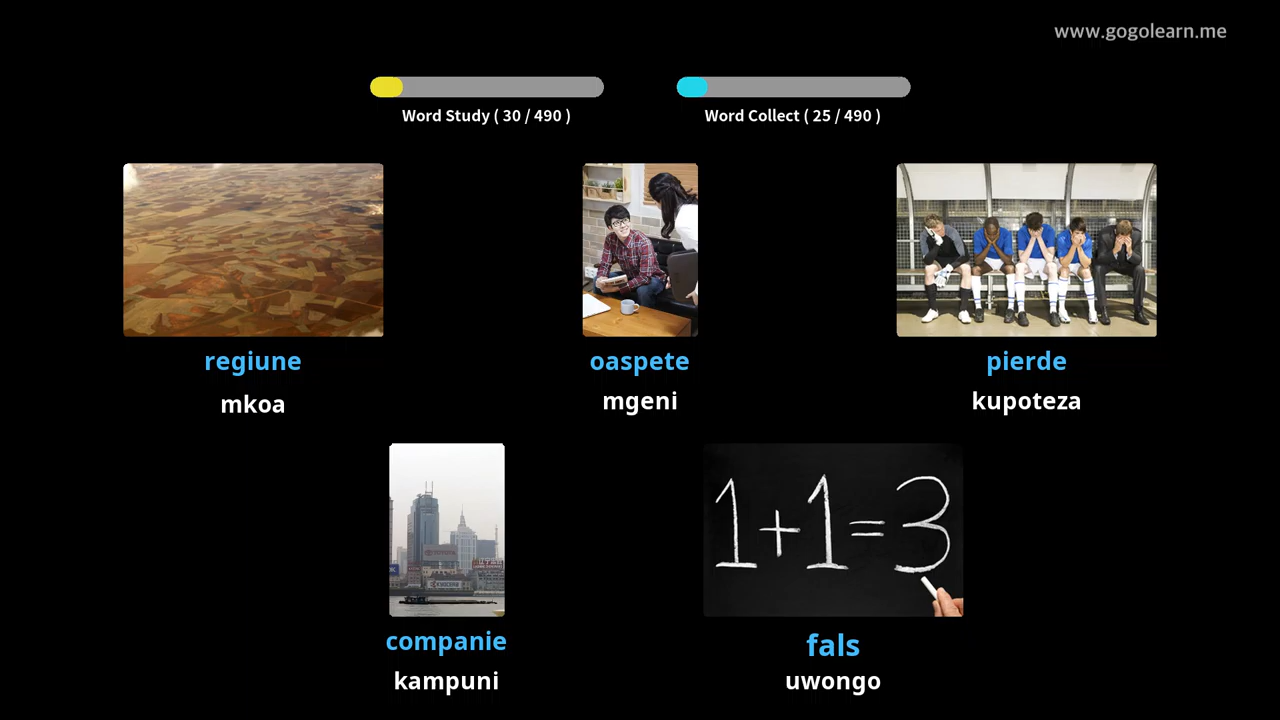 www.gogolearn.me
Word Study ( 30 / 490 )
Word Collect ( 25 / 490 )
regiune
mkoa
oaspete
mgeni
pierde
kupoteza
TOYOTA
companie
kampuni
1+1=3
fals
uwongo